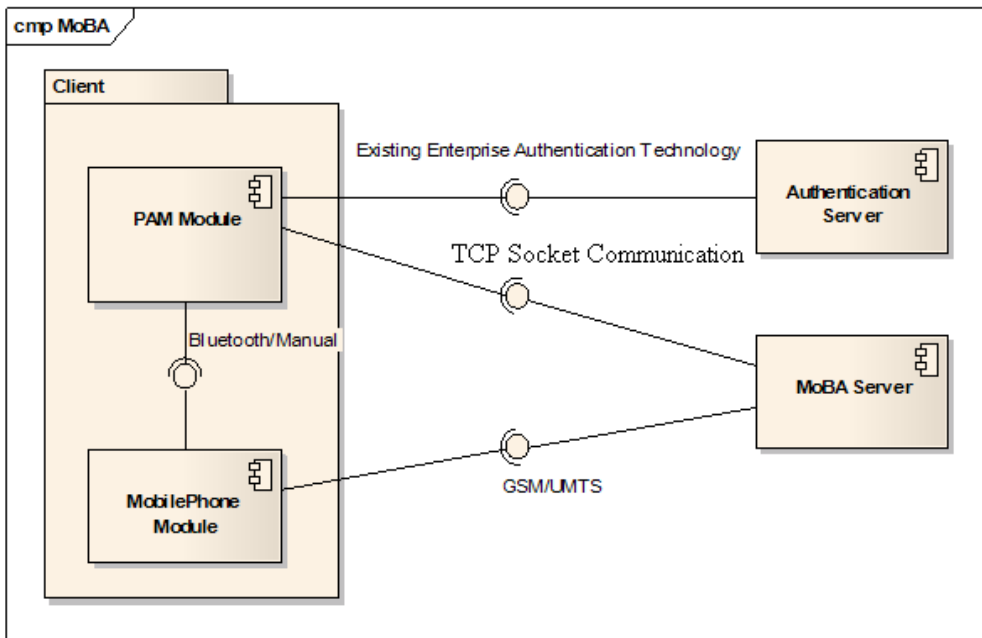 cmp MoBA
Client
Existing Enterprise Authentication Technology
PAM Module
Authentication
Server
TCP Socket Communication
Bluetooth/Manual
MoBA Server
MobilePhone
Module
GSM/UMTS